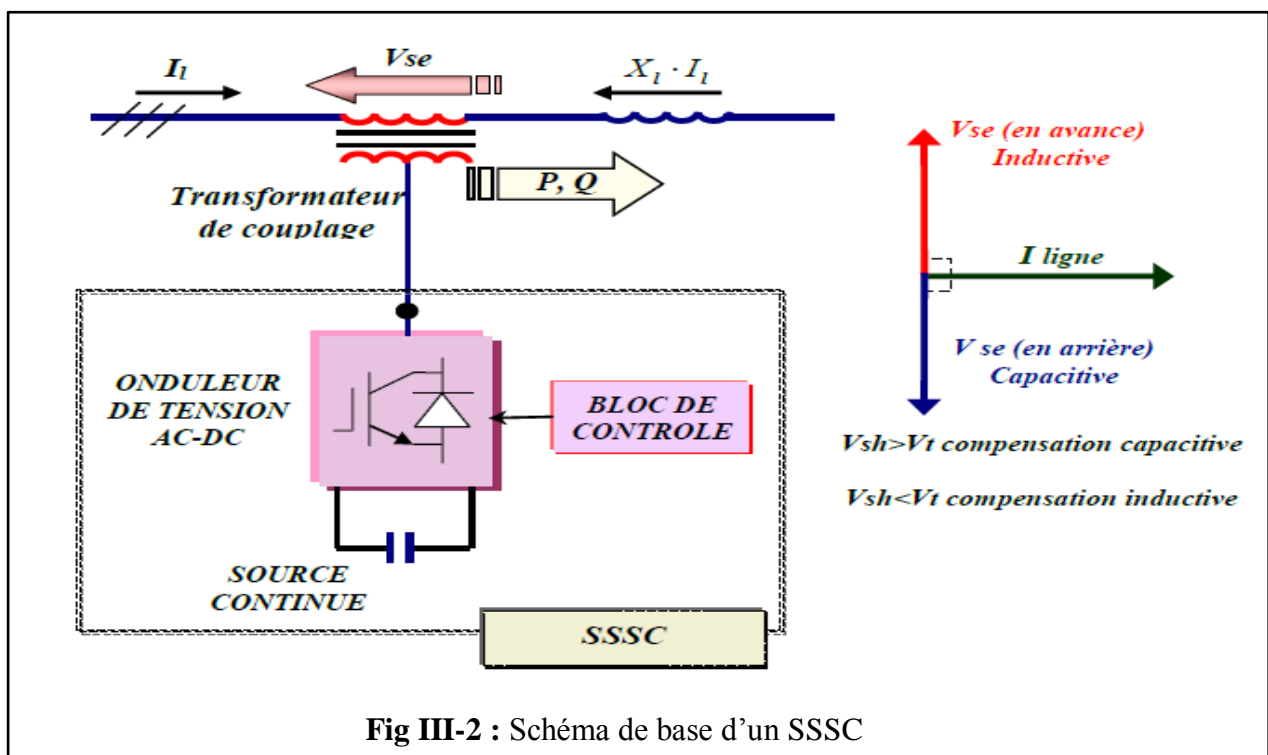 Il
Vse
Xl · Il
P, Q
Transformateur
de couplage
Vse (en avance)
Inductive
I ligne
V se (en arrière)
Capacitive
Vsh>Vt compensation capacitive
Vsh<Vt compensation inductive
ONDULEUR
DE TENSION
AC-DC
BLOC DE
CONTROLE
SOURCE
CONTINUE
SSSC
Fig III-2 : Schéma de base d’un SSSC